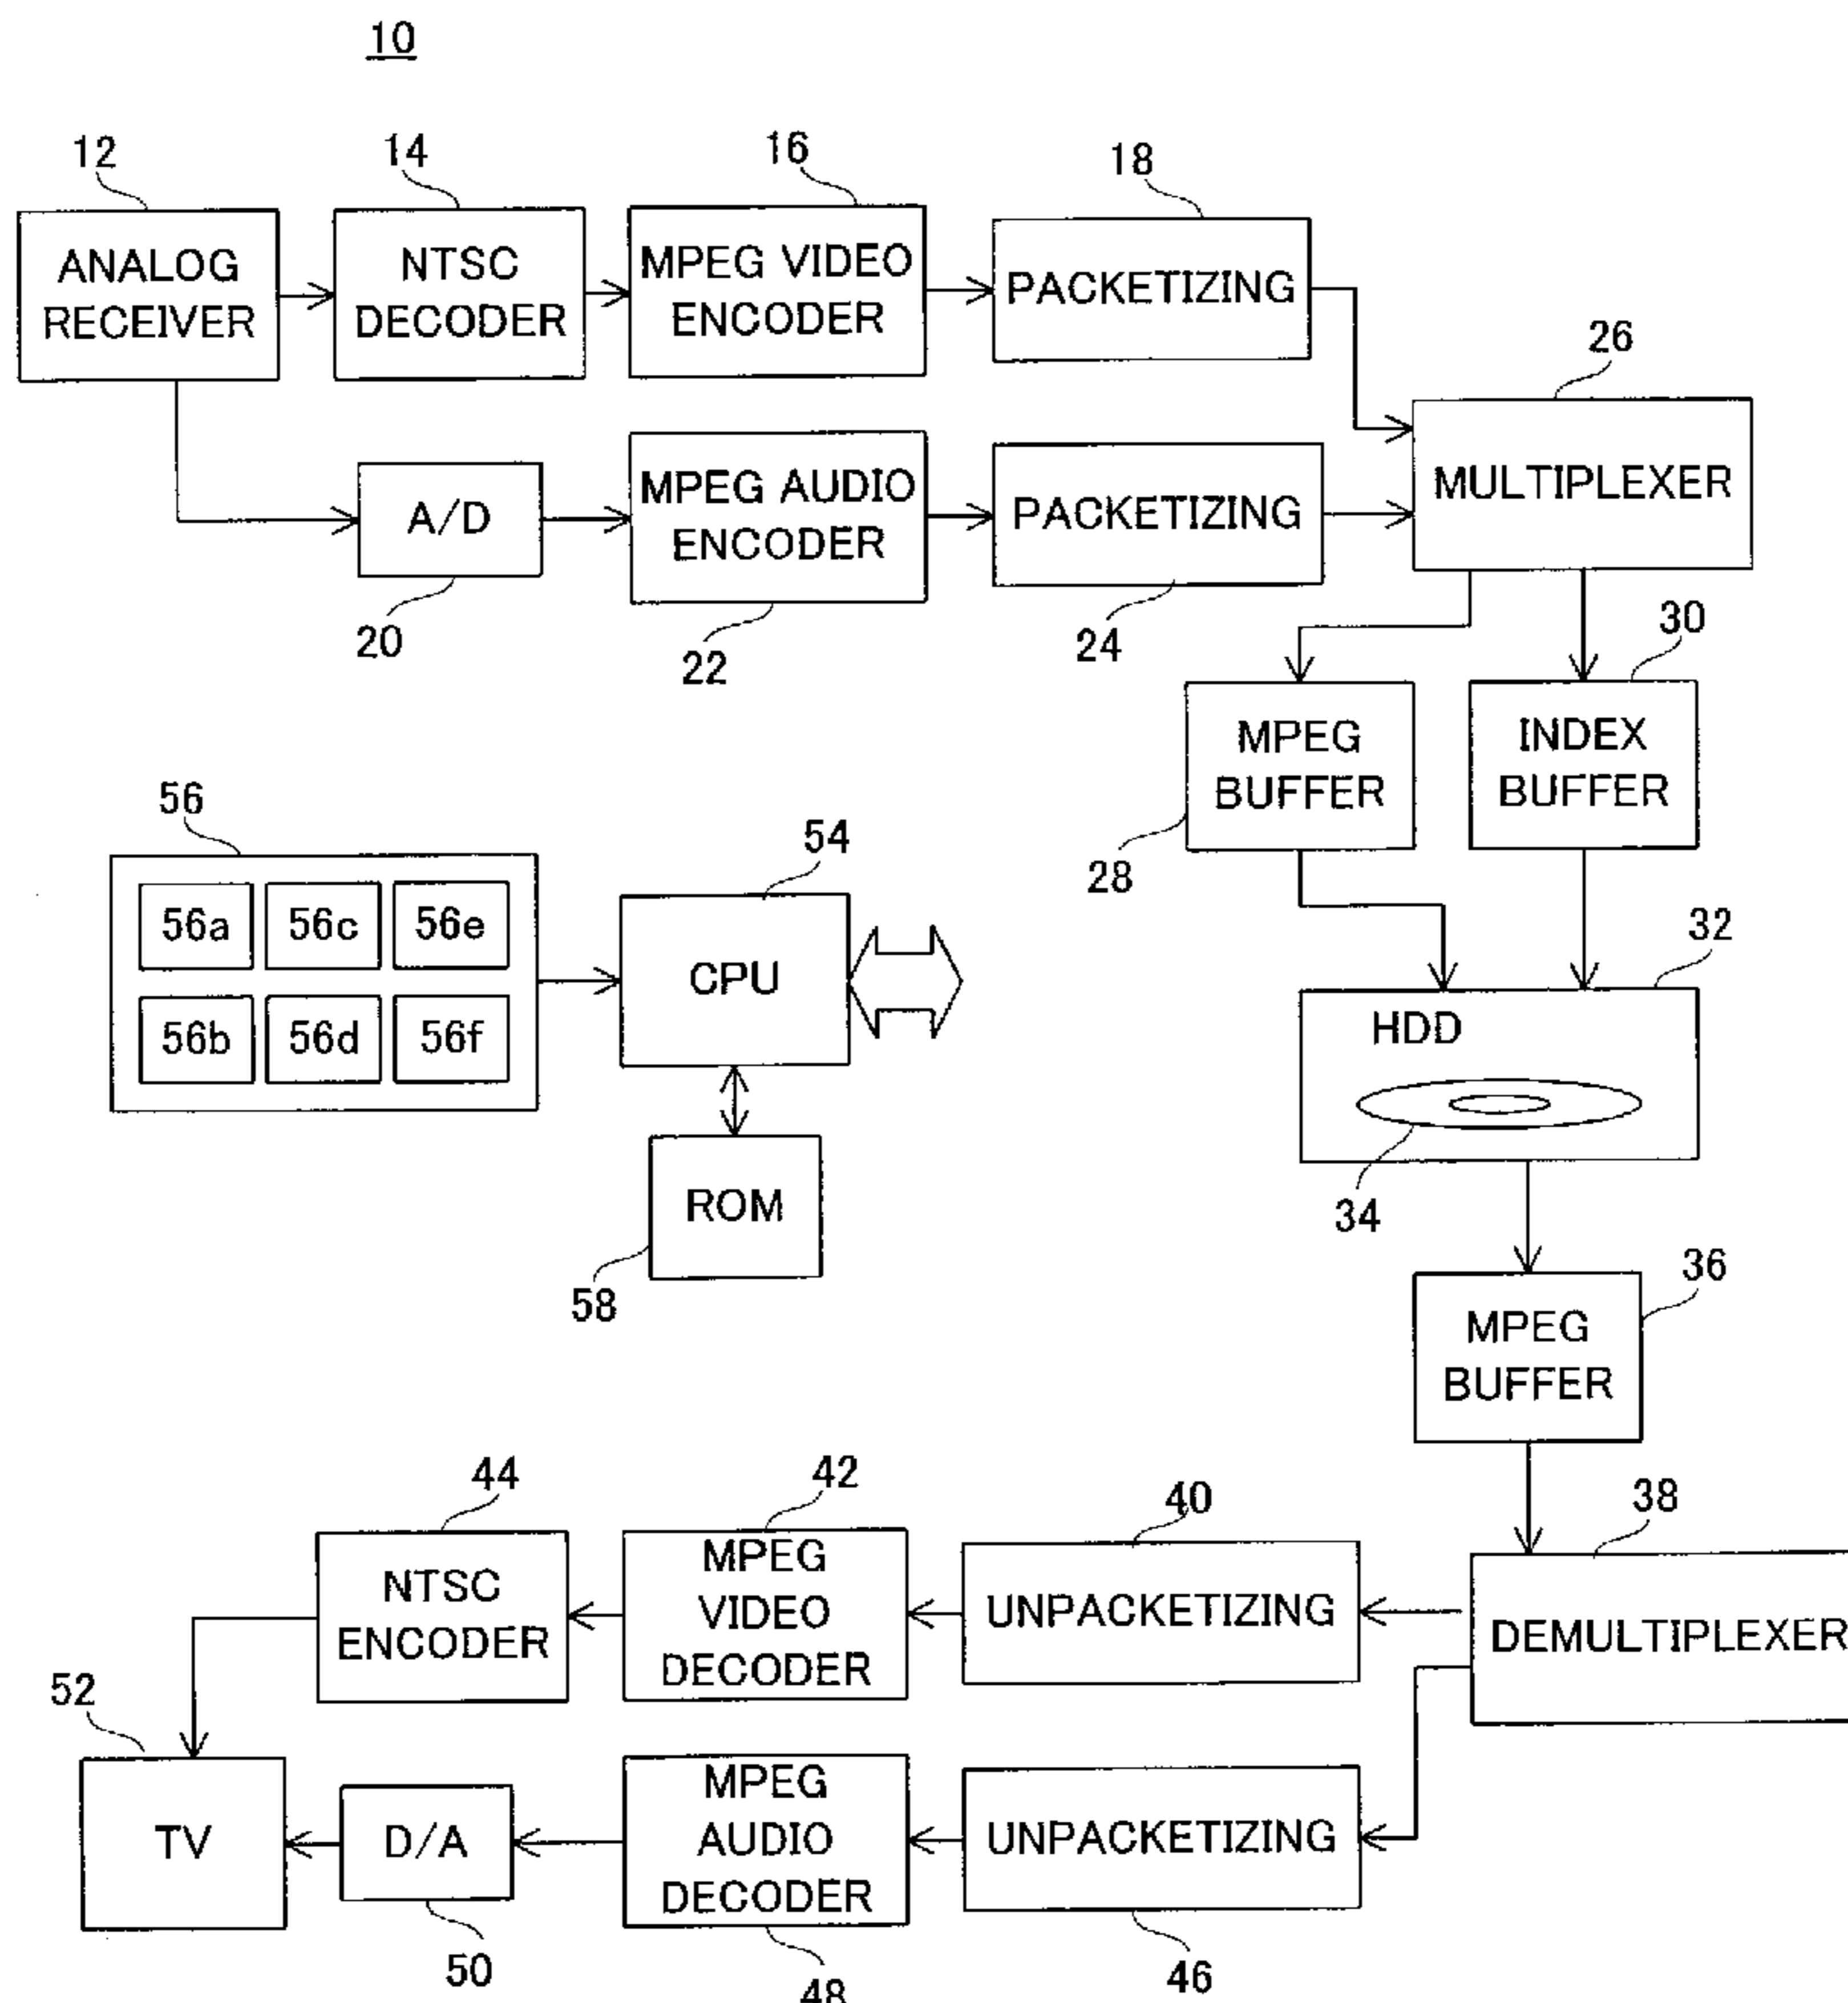 10
12
14
16
18
ANALOG
RECEIVER
NTSC
DECODER
MPEG VIDEO
ENCODER
PACKETIZING
26
MULTIPLEXER
A/D
MPEG AUDIO
ENCODER
PACKETIZING
20
22
24
30
MPEG
BUFFER
INDEX
BUFFER
28
56
54
56a
56c
56e
56b
56d
56f
CPU
32
HDD
34
ROM
58
36
MPEG
BUFFER
44
42
40
38
NTSC
ENCODER
MPEG
VIDEO
DECODER
UNPACKETIZING
DEMULTIPLEXER
52
TV
D/A
MPEG
AUDIO
DECODER
UNPACKETIZING
50
48
46